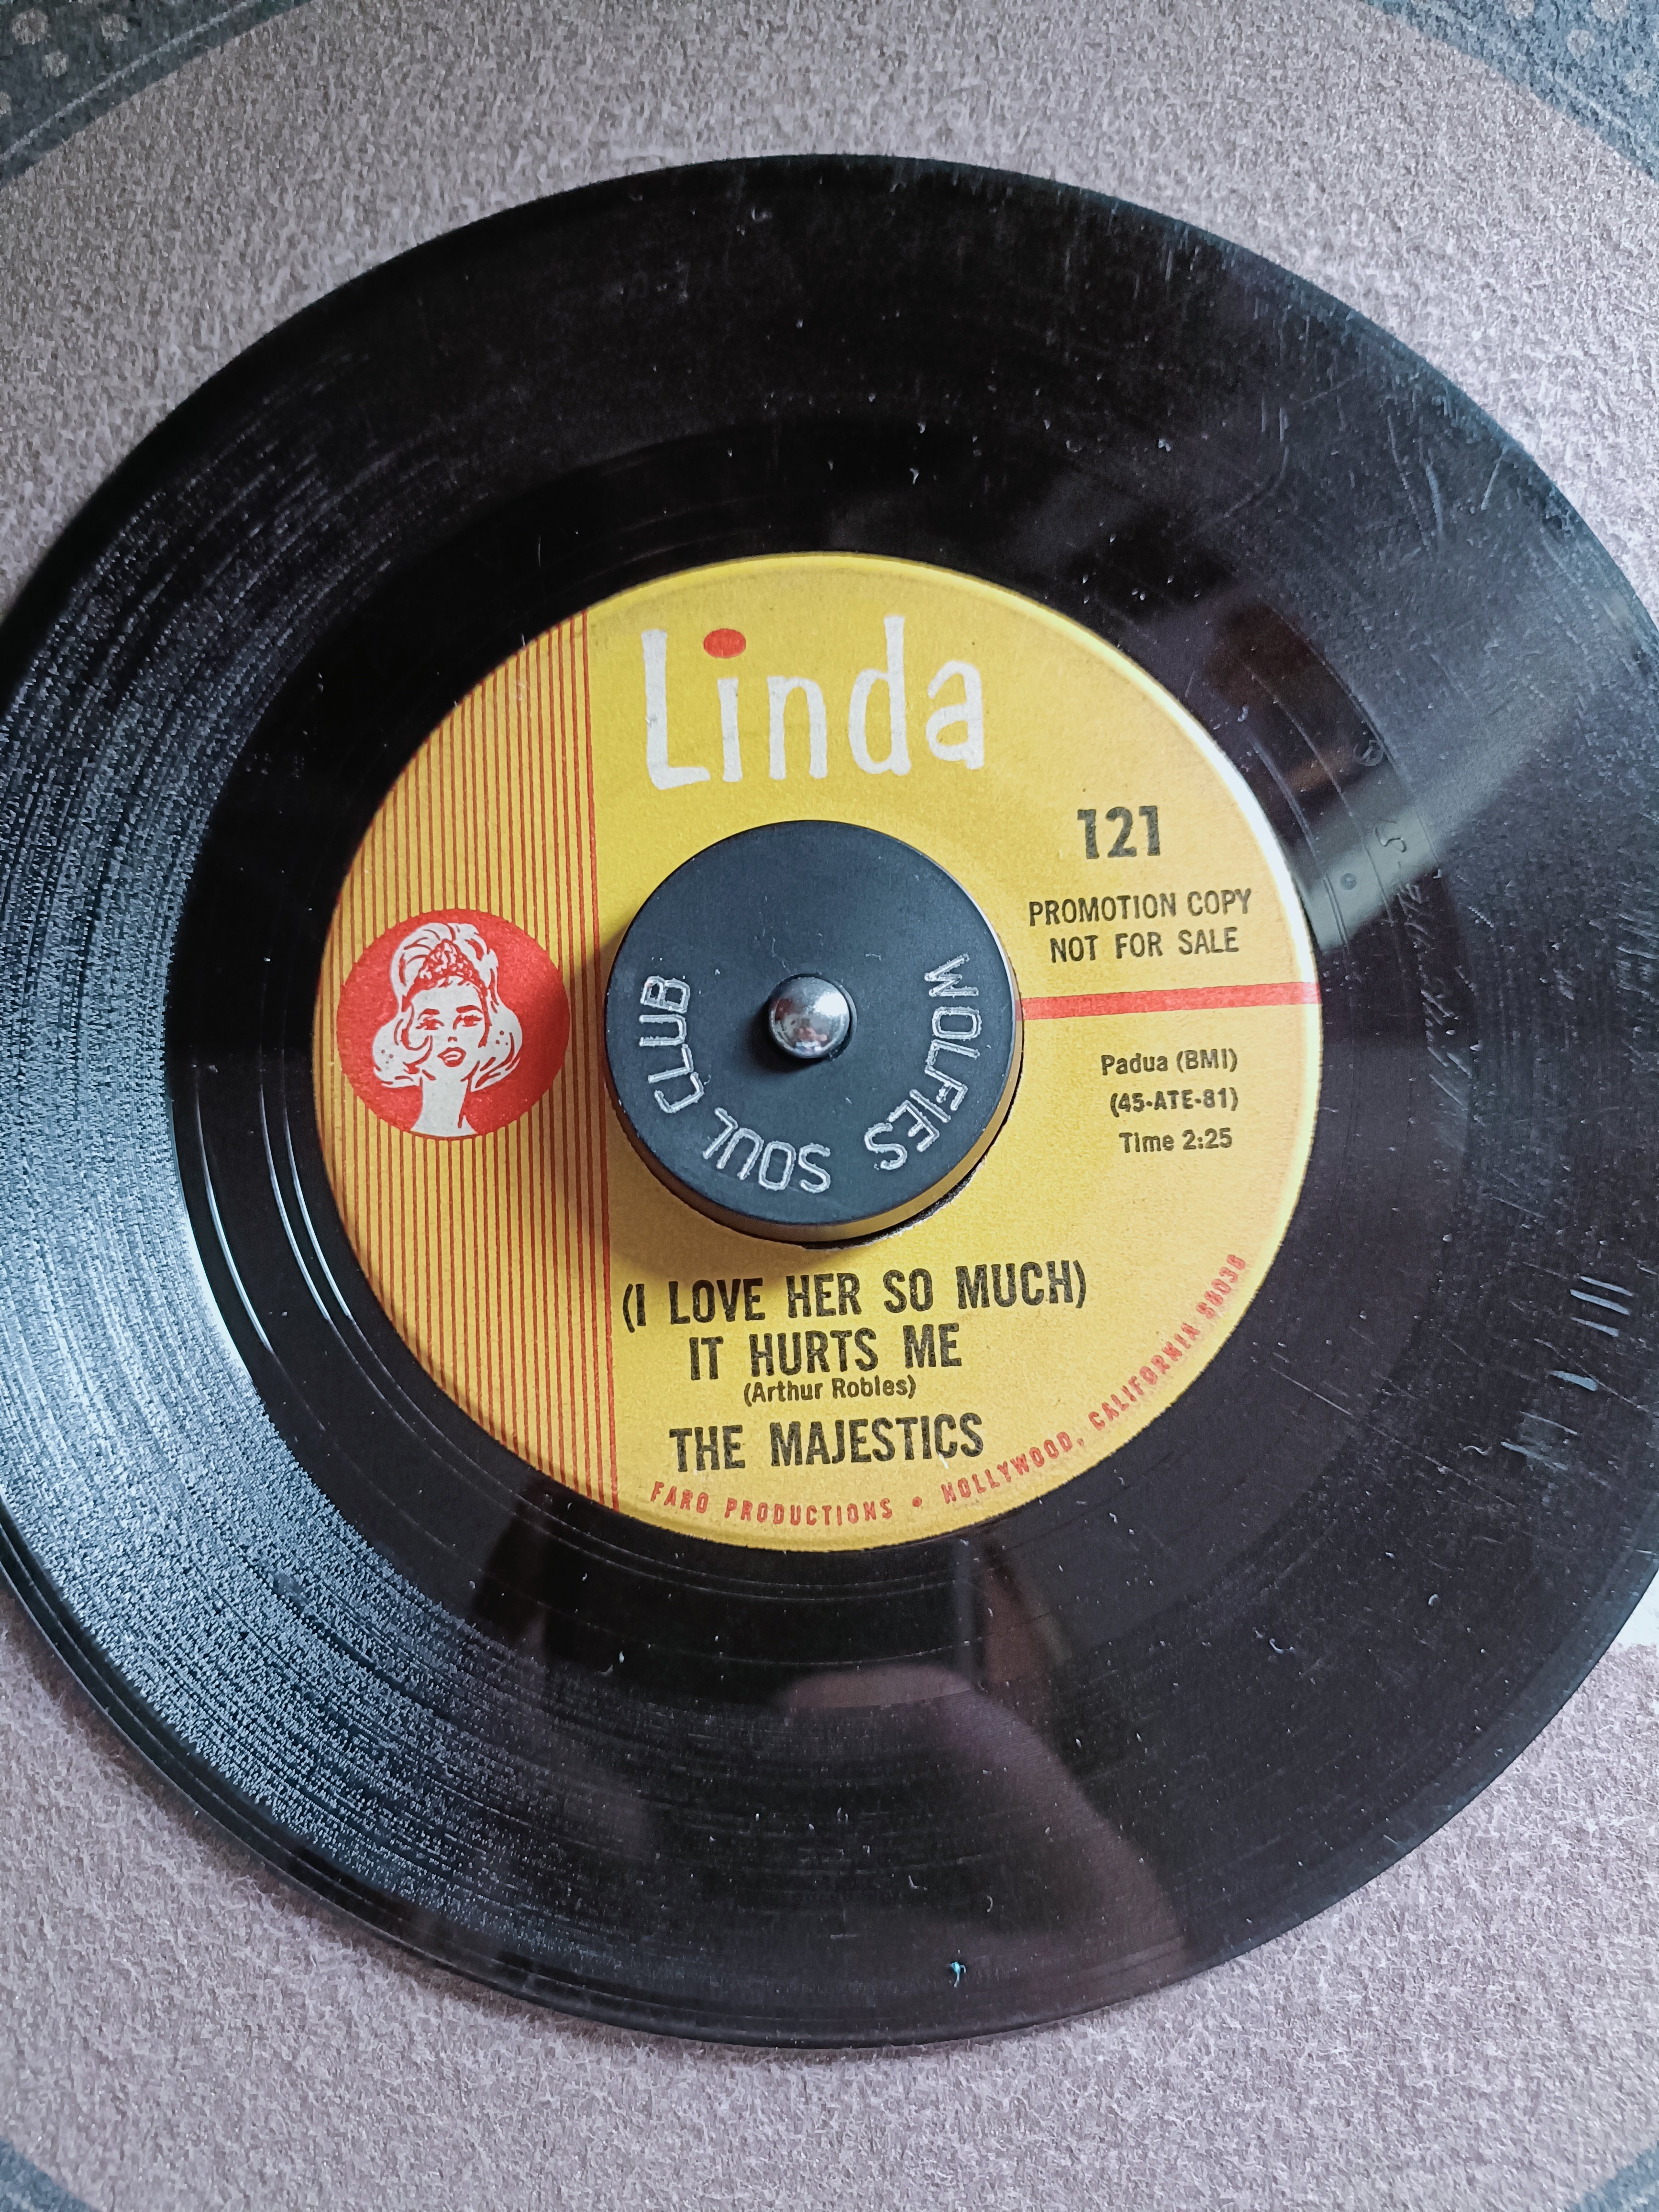 Linda
121
PROMOTION COPY
NOT FOR SALE
WOLFIES SOUL CLUB
Padua (BMI)
(45-ATE-81)
Time 2:25
(I LOVE HER SO MUCH)
IT HURTS ME
(Arthur Robles)
THE MAJESTICS
FARO PRODUCTIONS • HOLLYWOOD, CALIFORNIA 98038